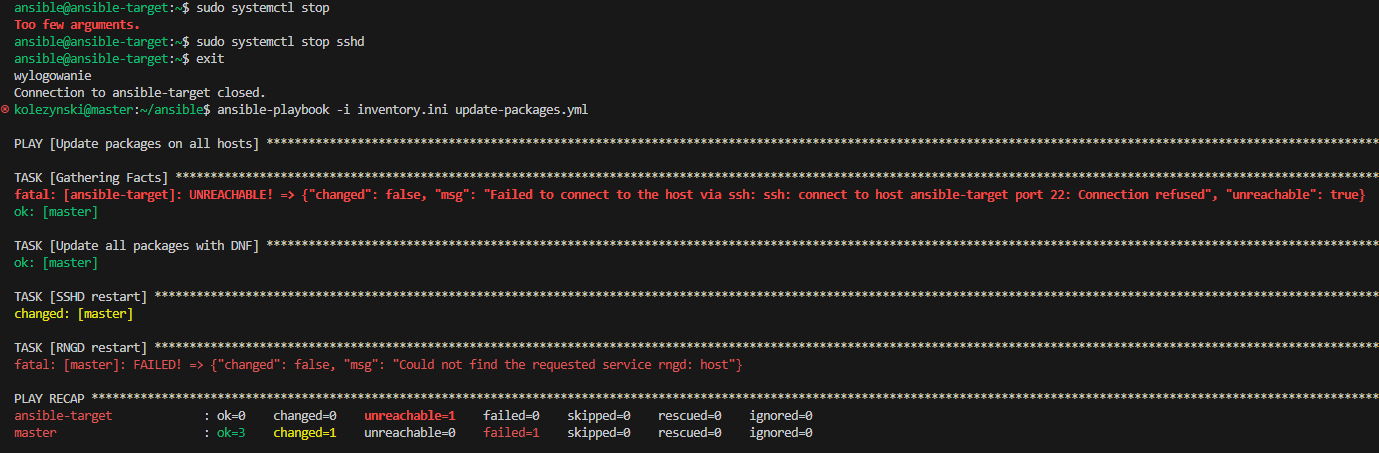 ansible@ansible-target:~$ sudo systemctl stop
Too few arguments.
ansible@ansible-target:~$ sudo systemctl stop sshd
ansible@ansible-target:~$ exit
wylogowanie
Connection to ansible-target closed.
kolezynski@master:~/ansible$ ansible-playbook -i inventory.ini update-packages.yml
PLAY [Update packages on all hosts] ****************************************************************************************************************************************************************
TASK [Gathering Facts] *****************************************************************************************************************************************************************************
fatal: [ansible-target]: UNREACHABLE! => {"changed": false, "msg": "Failed to connect to the host via ssh: ssh: connect to host ansible-target port 22: Connection refused", "unreachable": true}
ok: [master]
TASK [Update all packages with DNF] ****************************************************************************************************************************************************************
ok: [master]
TASK [SSHD restart] ********************************************************************************************************************************************************************************
changed: [master]
TASK [RNGD restart] ********************************************************************************************************************************************************************************
fatal: [master]: FAILED! => {"changed": false, "msg": "Could not find the requested service rngd: host"}
PLAY RECAP *****************************************************************************************************************************************************************************************
ansible-target : ok=0 changed=0 unreachable=1 failed=0 skipped=0 rescued=0 ignored=0
master : ok=3 changed=1 unreachable=0 failed=1 skipped=0 rescued=0 ignored=0